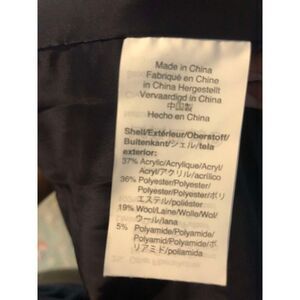 Made in China
Fabriqué en Chine
in China Hergestellt
Vervaardigd in China
中国製
Hecho en China
Shell/Extérieur/Oberstoff/
Buitenkant/シェル/tela
exterior:
37% Acrylic/Acrylique/Acryl/
Acryl/アクリル/acrílico
36% Polyester/Polyester/
Polyester/Polyester/ポリ
エステル/poliéster
19% Wool/Laine/Wolle/Wol/
ウール/lana
5% Polyamide/Polyamide/
Polyamid/Polyamide/ポ
リアミド/poliamida